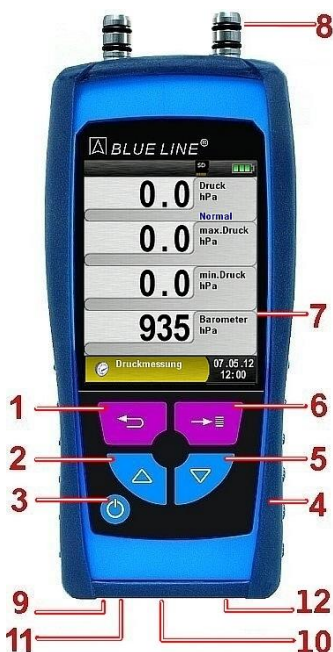 8
BLUE LINE®
SD
0.0 Druck hPa
Normal
0.0 max.Druck hPa
0.0 min.Druck hPa
935 Barometer hPa
7
Druckmessung 07.05.12 12:00
1
6
2
5
3
4
9
12
11
10